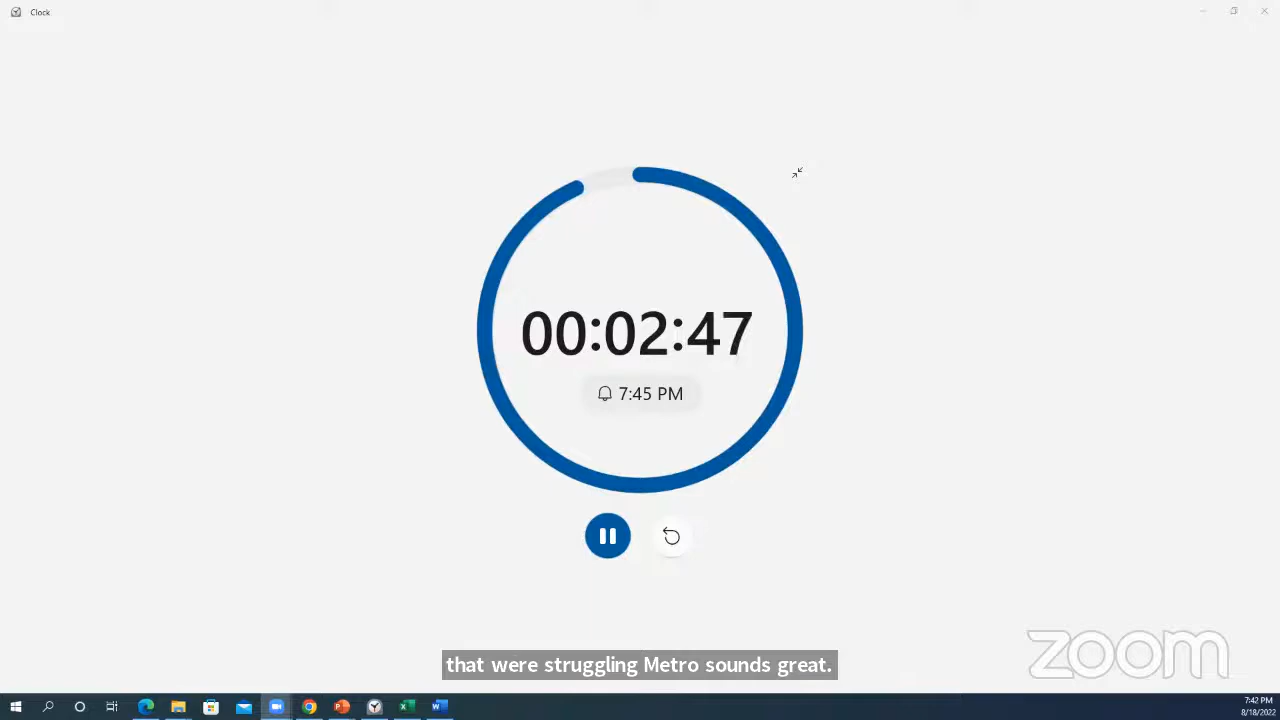 Clock
00:02:47
7:45 PM
that were struggling Metro sounds great.
zoom
7:42 PM
8/18/2022